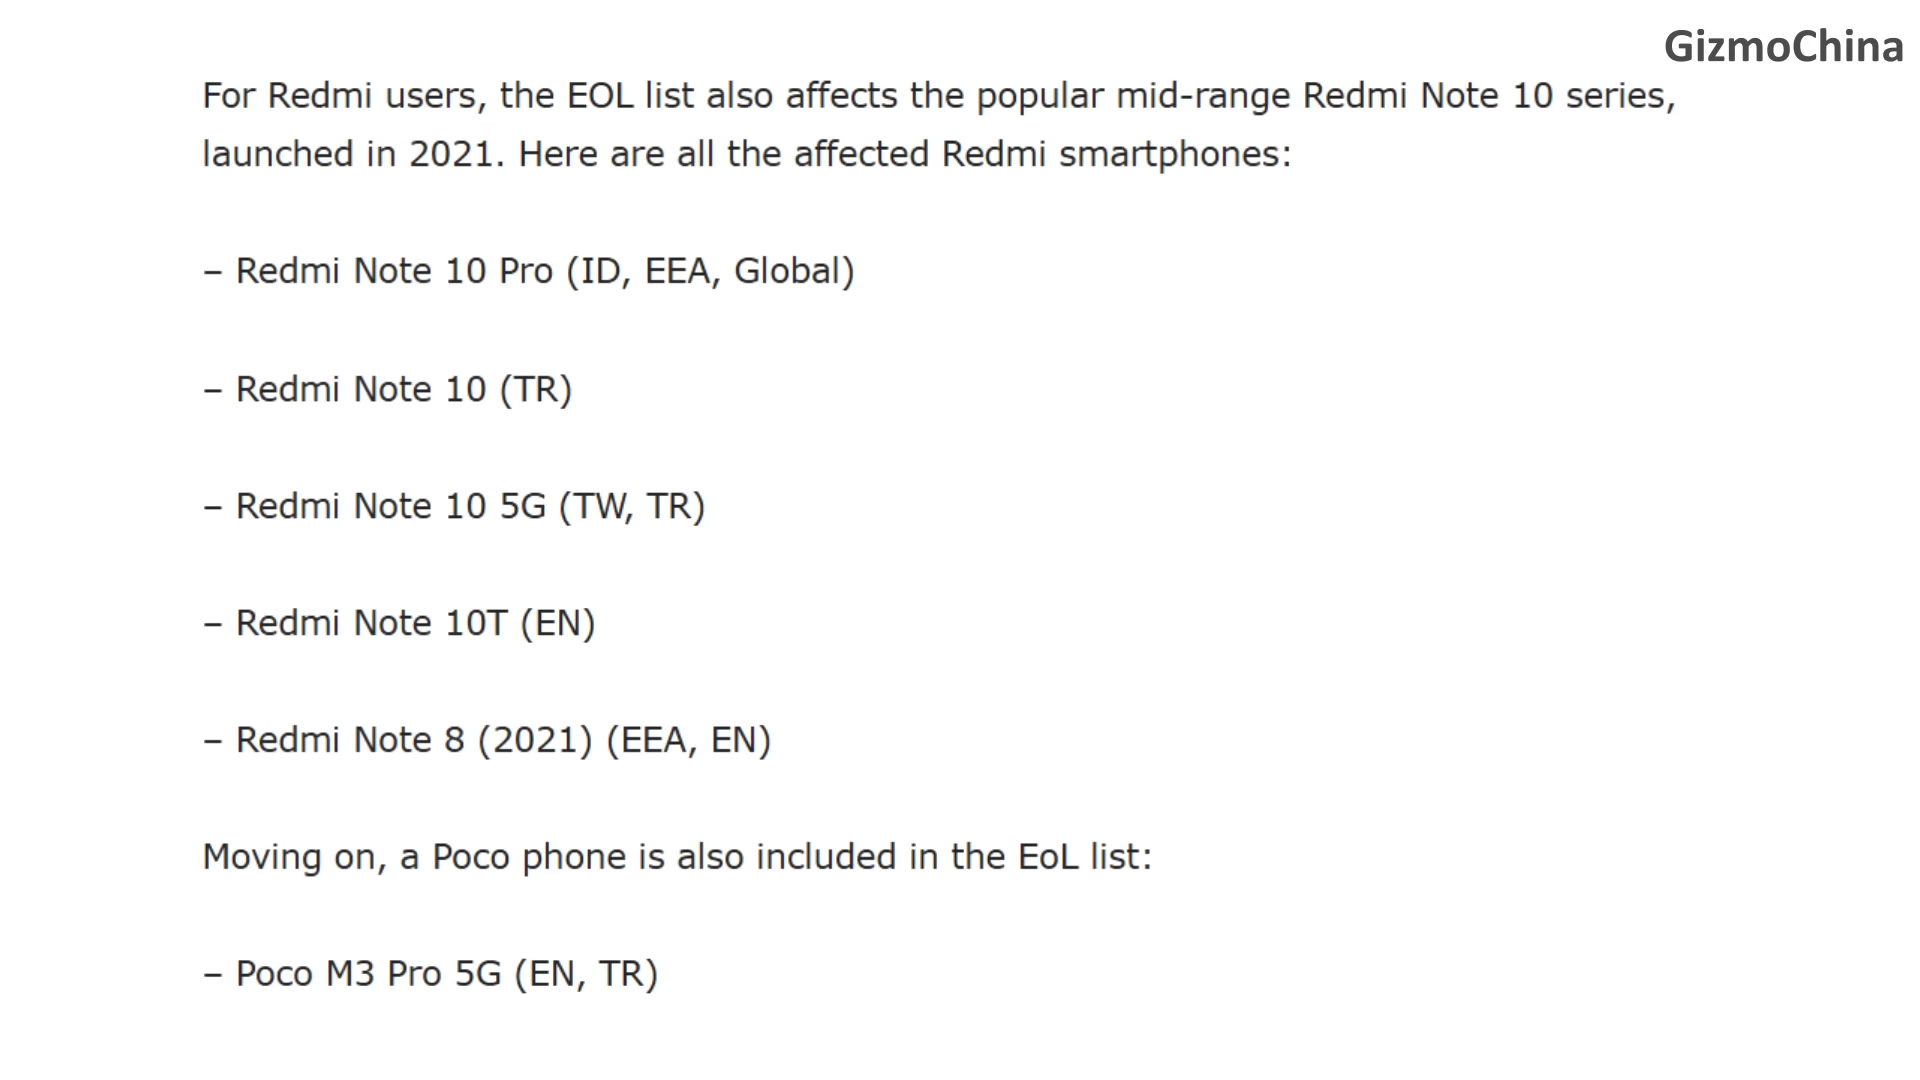 GizmoChina
For Redmi users, the EOL list also affects the popular mid-range Redmi Note 10 series,
launched in 2021. Here are all the affected Redmi smartphones:
– Redmi Note 10 Pro (ID, EEA, Global)
– Redmi Note 10 (TR)
– Redmi Note 10 5G (TW, TR)
– Redmi Note 10T (EN)
– Redmi Note 8 (2021) (EEA, EN)
Moving on, a Poco phone is also included in the EoL list:
– Poco M3 Pro 5G (EN, TR)